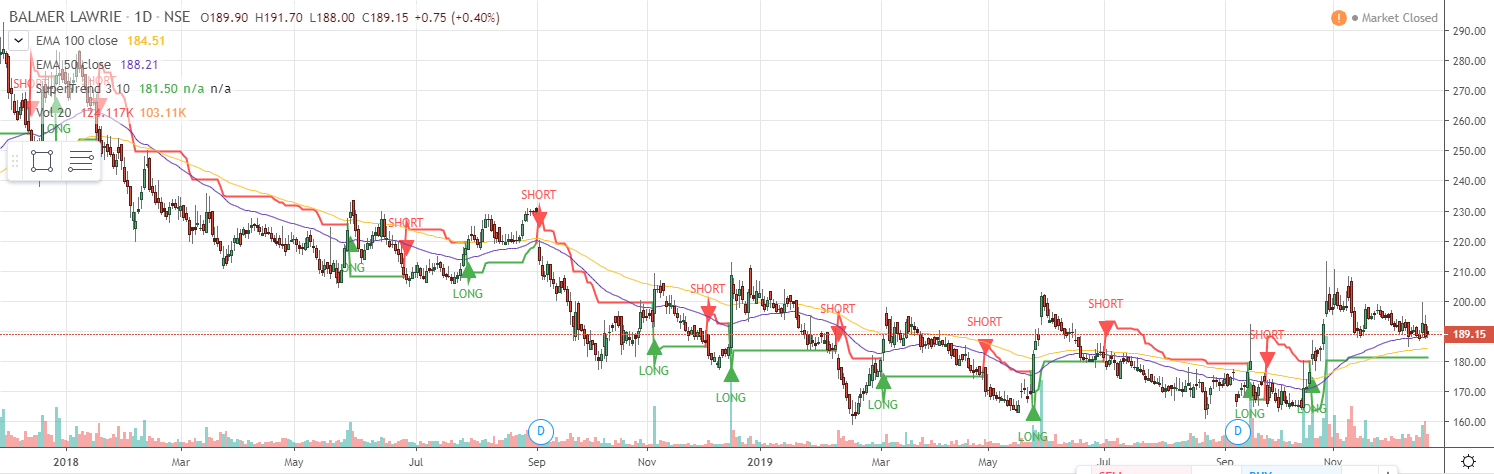 BALMER LAWRIE · 1D · NSE O189.90 H191.70 L188.00 C189.15 +0.75 (+0.40%)
! Market Closed
EMA 100 close 184.51
EMA 50 close 188.21
SuperTrend 3 10 181.50 n/a n/a
Vol 20 124.117K 103.11K
SHORT
SHORT
LONG
SHORT
LONG
SHORT
LONG
SHORT
LONG
SHORT
LONG
SHORT
LONG
SHORT
LONG
SHORT
LONG
SHORT
LONG
LONG
290.00
280.00
270.00
260.00
250.00
240.00
230.00
220.00
210.00
200.00
189.15
180.00
170.00
160.00
D
D
2018 Mar May Jul Sep Nov 2019 Mar May Jul Sep Nov
SELL BUY